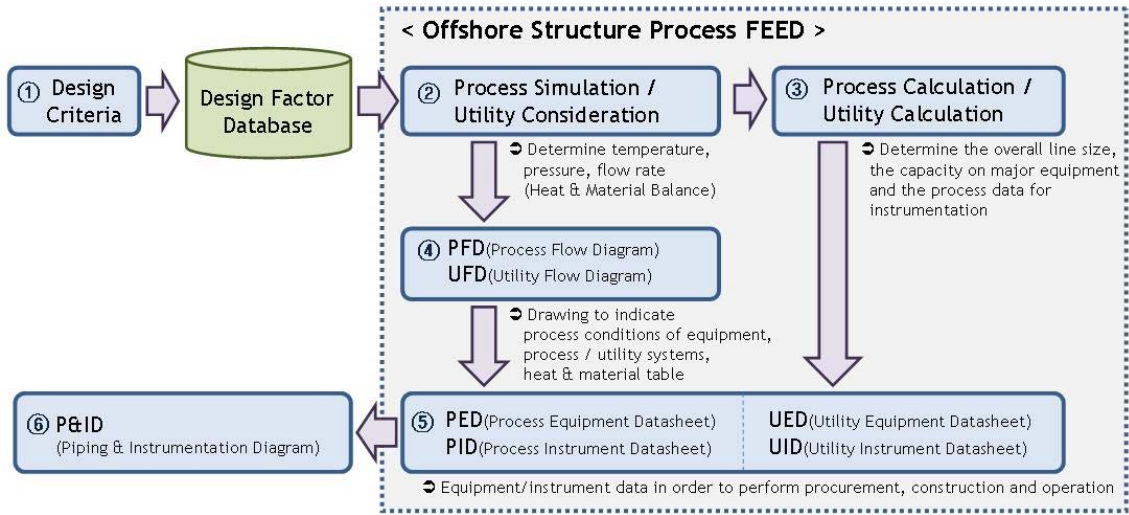 < Offshore Structure Process FEED >
① Design
Criteria
Design Factor
Database
② Process Simulation /
Utility Consideration
③ Process Calculation /
Utility Calculation
➲ Determine temperature,
pressure, flow rate
(Heat & Material Balance)
➲ Determine the overall line size,
the capacity on major equipment
and the process data for
instrumentation
④ PFD(Process Flow Diagram)
UFD(Utility Flow Diagram)
➲ Drawing to indicate
process conditions of equipment,
process / utility systems,
heat & material table
⑤ PED(Process Equipment Datasheet)
PID(Process Instrument Datasheet)
UED(Utility Equipment Datasheet)
UID(Utility Instrument Datasheet)
⑥ P&ID
(Piping & Instrumentation Diagram)
➲ Equipment/instrument data in order to perform procurement, construction and operation